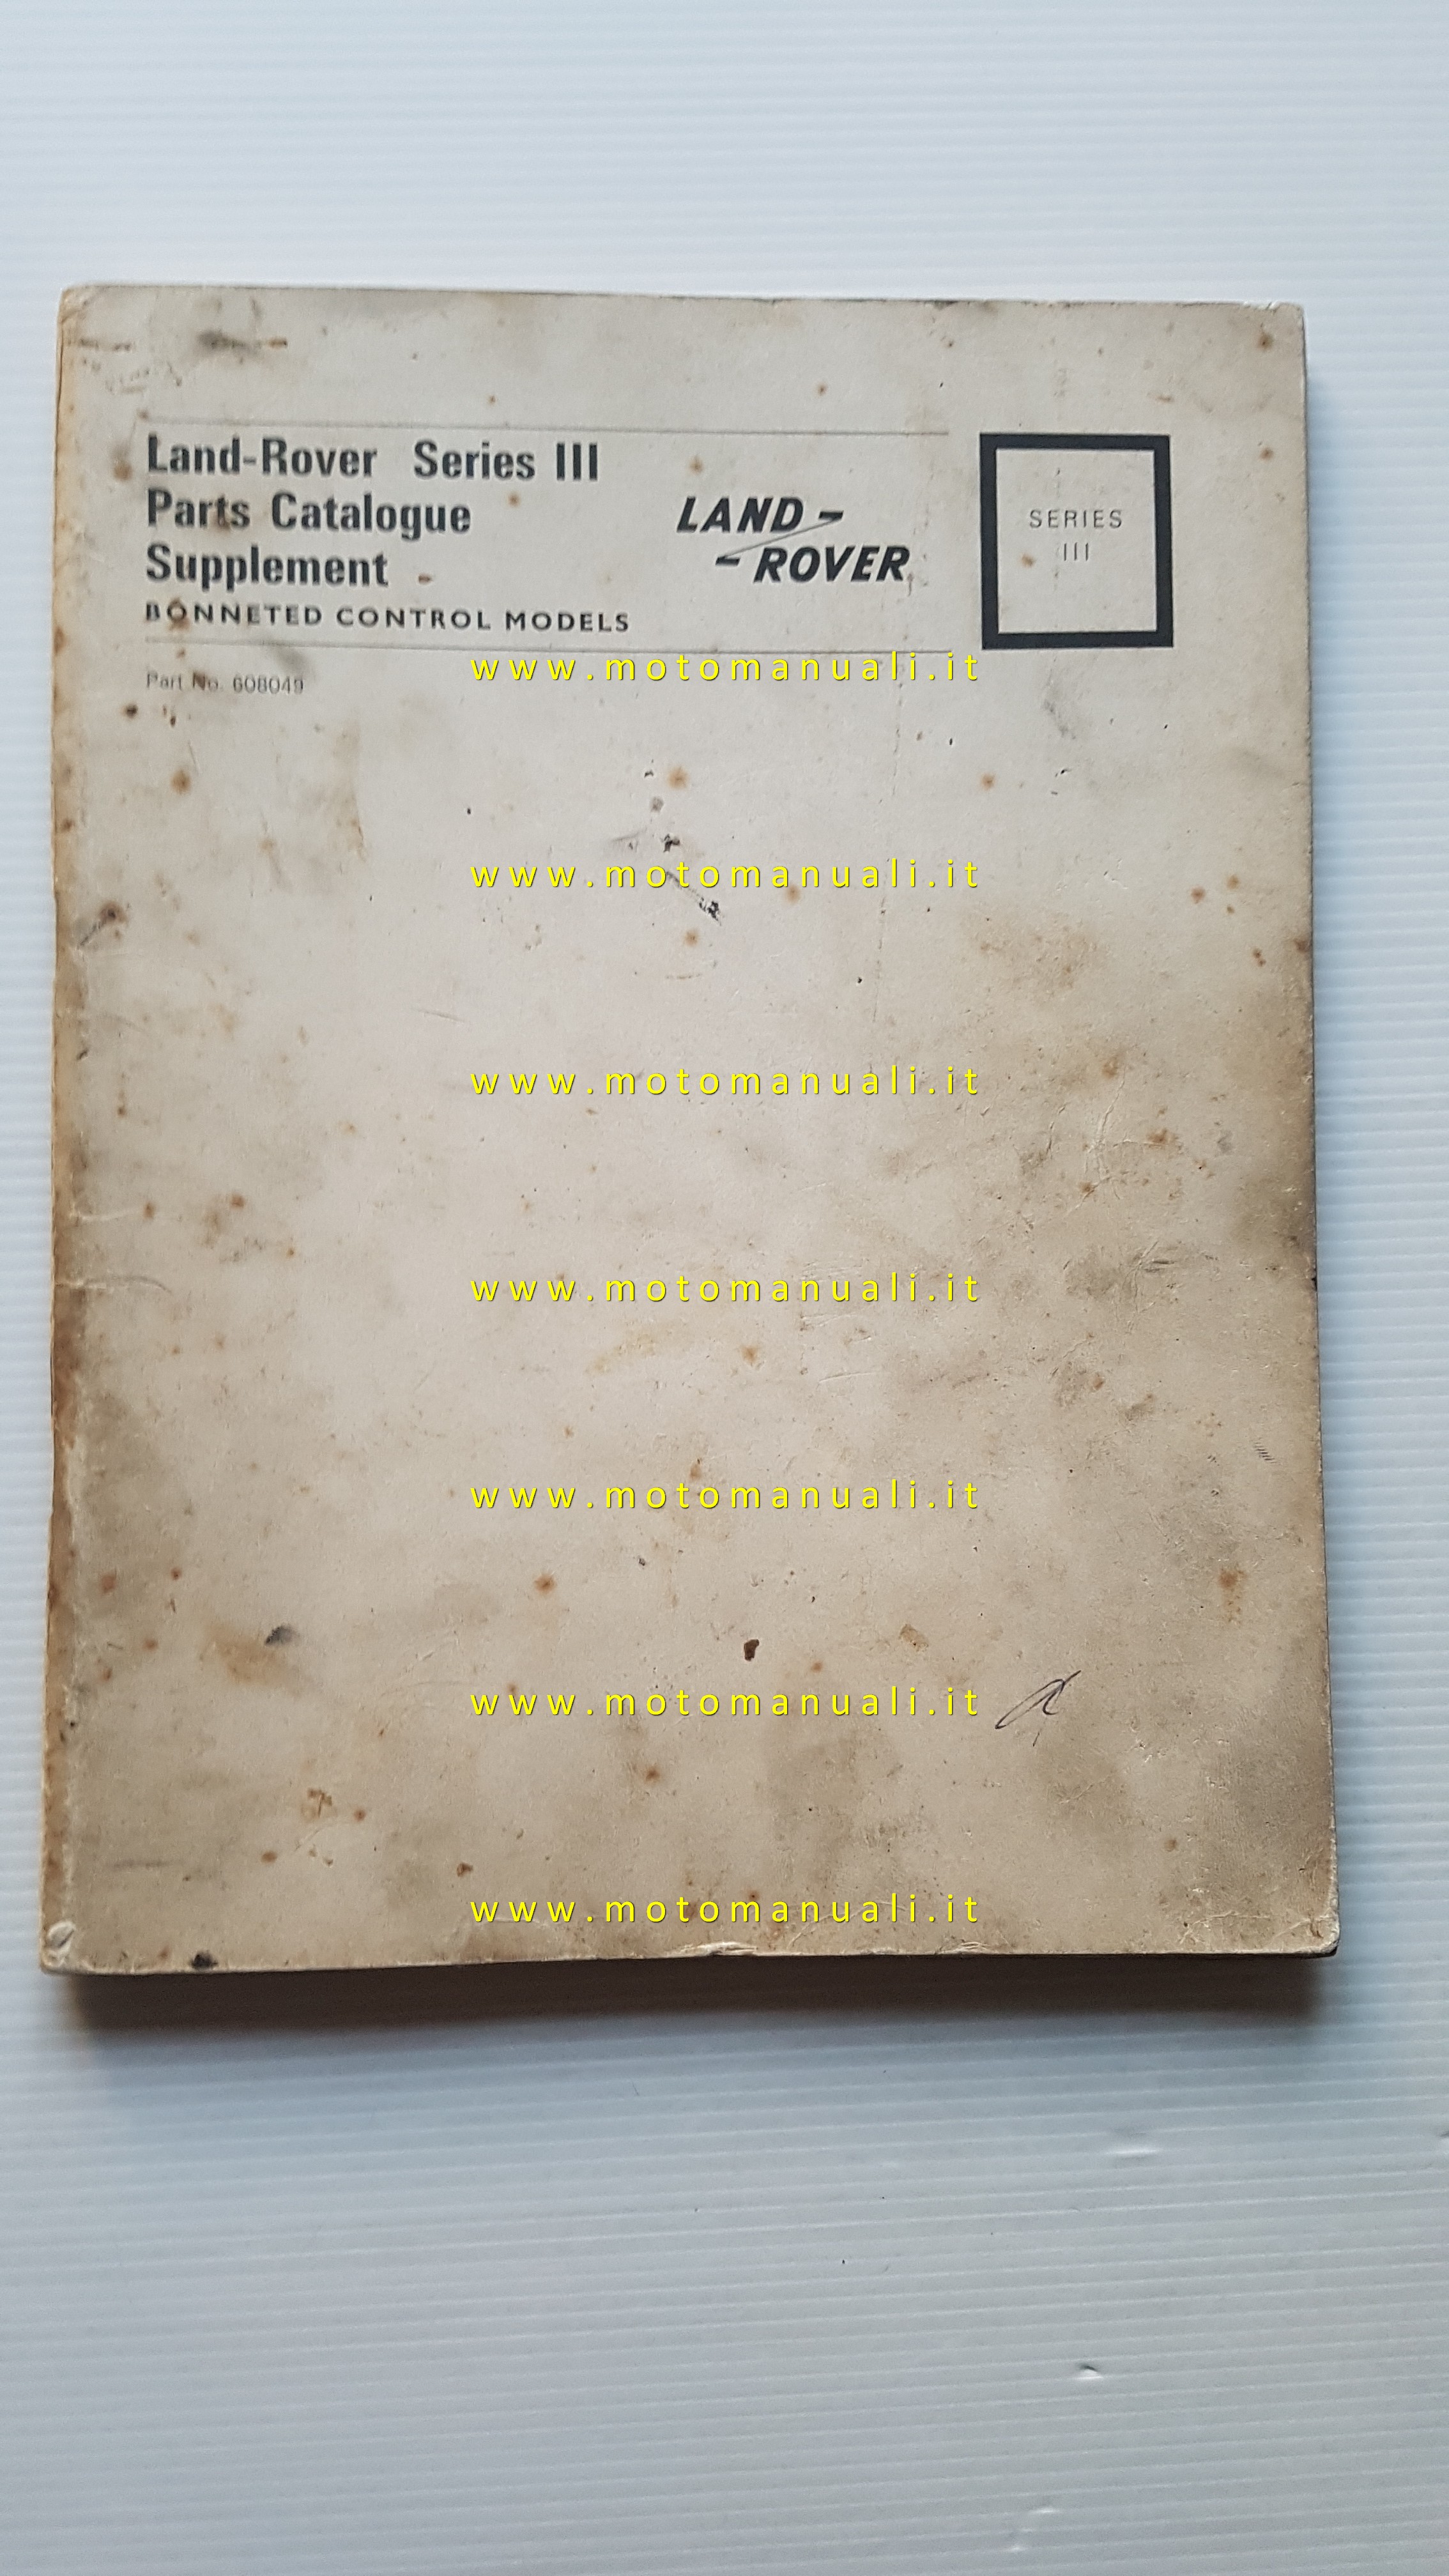 Land-Rover Series III
Parts Catalogue
Supplement
BONNETED CONTROL MODELS
LAND-
-ROVER
SERIES
III
Part No. 608049
www.motomanuali.it
www.motomanuali.it
www.motomanuali.it
www.motomanuali.it
www.motomanuali.it
www.motomanuali.it
www.motomanuali.it